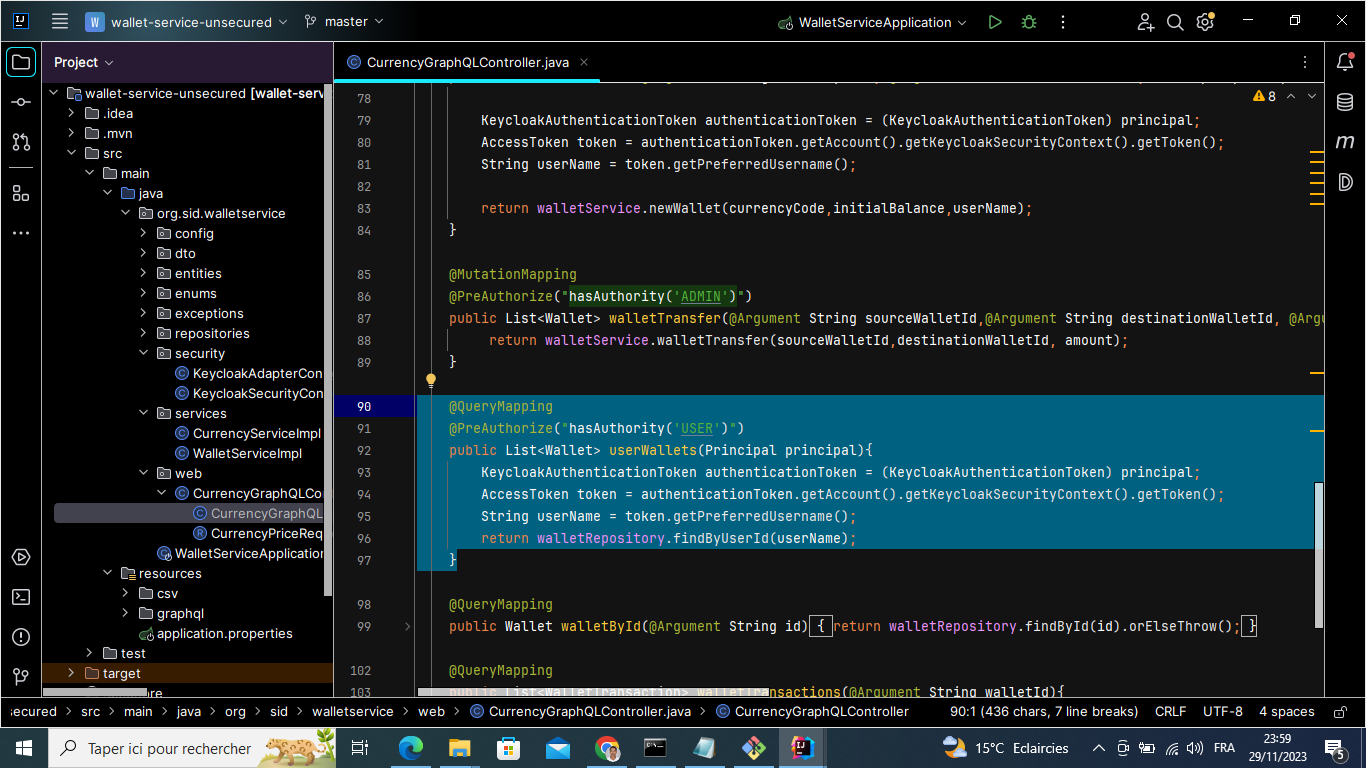 W wallet-service-unsecured master WalletServiceApplication
Project
CurrencyGraphQLController.java
wallet-service-unsecured [wallet-serv
.idea
.mvn
src
main
java
org.sid.walletservice
config
dto
entities
enums
exceptions
repositories
security
KeycloakAdapterCon
KeycloakSecurityCon
services
CurrencyServiceImpl
WalletServiceImpl
web
CurrencyGraphQLCo
CurrencyGraphQL
CurrencyPriceReq
WalletServiceApplication
resources
csv
graphql
application.properties
test
target
8
78
79 KeycloakAuthenticationToken authenticationToken = (KeycloakAuthenticationToken) principal;
80 AccessToken token = authenticationToken.getAccount().getKeycloakSecurityContext().getToken();
81 String userName = token.getPreferredUsername();
82
83 return walletService.newWallet(currencyCode,initialBalance,userName);
84 }
85 @MutationMapping
86 @PreAuthorize("hasAuthority('ADMIN')")
87 public List<Wallet> walletTransfer(@Argument String sourceWalletId,@Argument String destinationWalletId, @Argu
88 return walletService.walletTransfer(sourceWalletId,destinationWalletId, amount);
89 }
90 @QueryMapping
91 @PreAuthorize("hasAuthority('USER')")
92 public List<Wallet> userWallets(Principal principal){
93 KeycloakAuthenticationToken authenticationToken = (KeycloakAuthenticationToken) principal;
94 AccessToken token = authenticationToken.getAccount().getKeycloakSecurityContext().getToken();
95 String userName = token.getPreferredUsername();
96 return walletRepository.findByUserId(userName);
97 }
98 @QueryMapping
99 public Wallet walletById(@Argument String id) { return walletRepository.findById(id).orElseThrow(); }
102 @QueryMapping
103 public List<WalletTransaction> walletTransactions(@Argument String walletId){
m
D
:ecured > src > main > java > org > sid > walletservice > web > CurrencyGraphQLController.java > CurrencyGraphQLController 90:1 (436 chars, 7 line breaks) CRLF UTF-8 4 spaces
Taper ici pour rechercher
15°C Eclaircies
FRA
23:59
29/11/2023
5